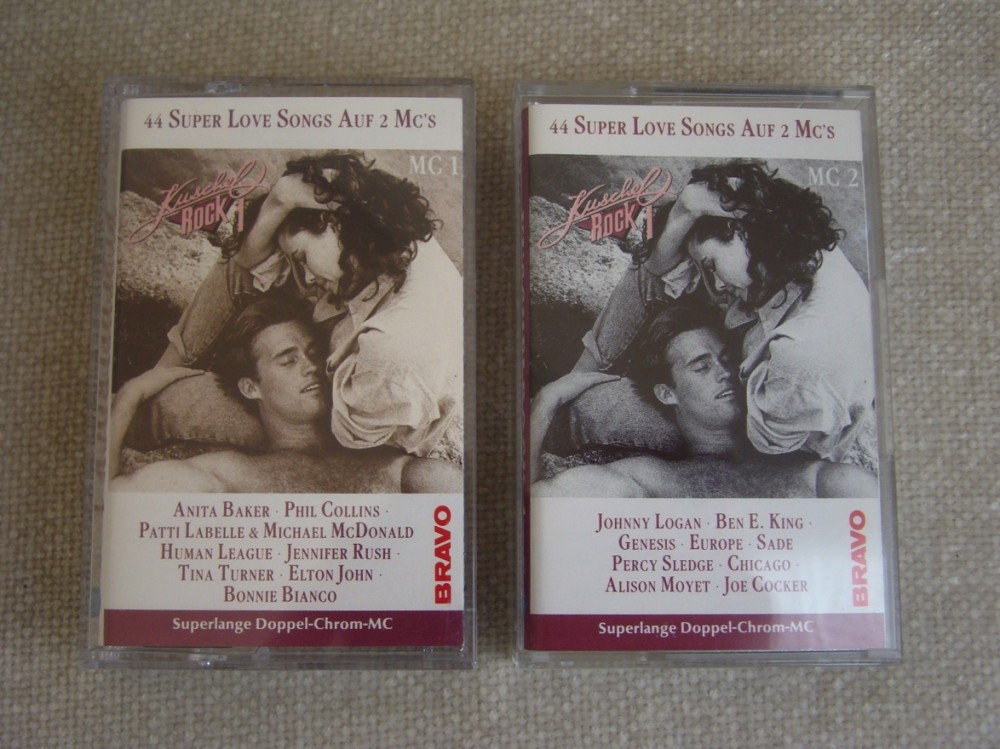 44 SUPER LOVE SONGS AUF 2 MC'S
MC 1
Kuschel
ROCK 1
ANITA BAKER · PHIL COLLINS ·
PATTI LABELLE & MICHAEL MCDONALD
HUMAN LEAGUE · JENNIFER RUSH ·
TINA TURNER · ELTON JOHN ·
BONNIE BIANCO
BRAVO
Superlange Doppel-Chrom-MC
44 SUPER LOVE SONGS AUF 2 MC'S
MC 2
Kuschel
ROCK 1
JOHNNY LOGAN · BEN E. KING ·
GENESIS · EUROPE · SADE
PERCY SLEDGE · CHICAGO ·
ALISON MOYET · JOE COCKER
BRAVO
Superlange Doppel-Chrom-MC